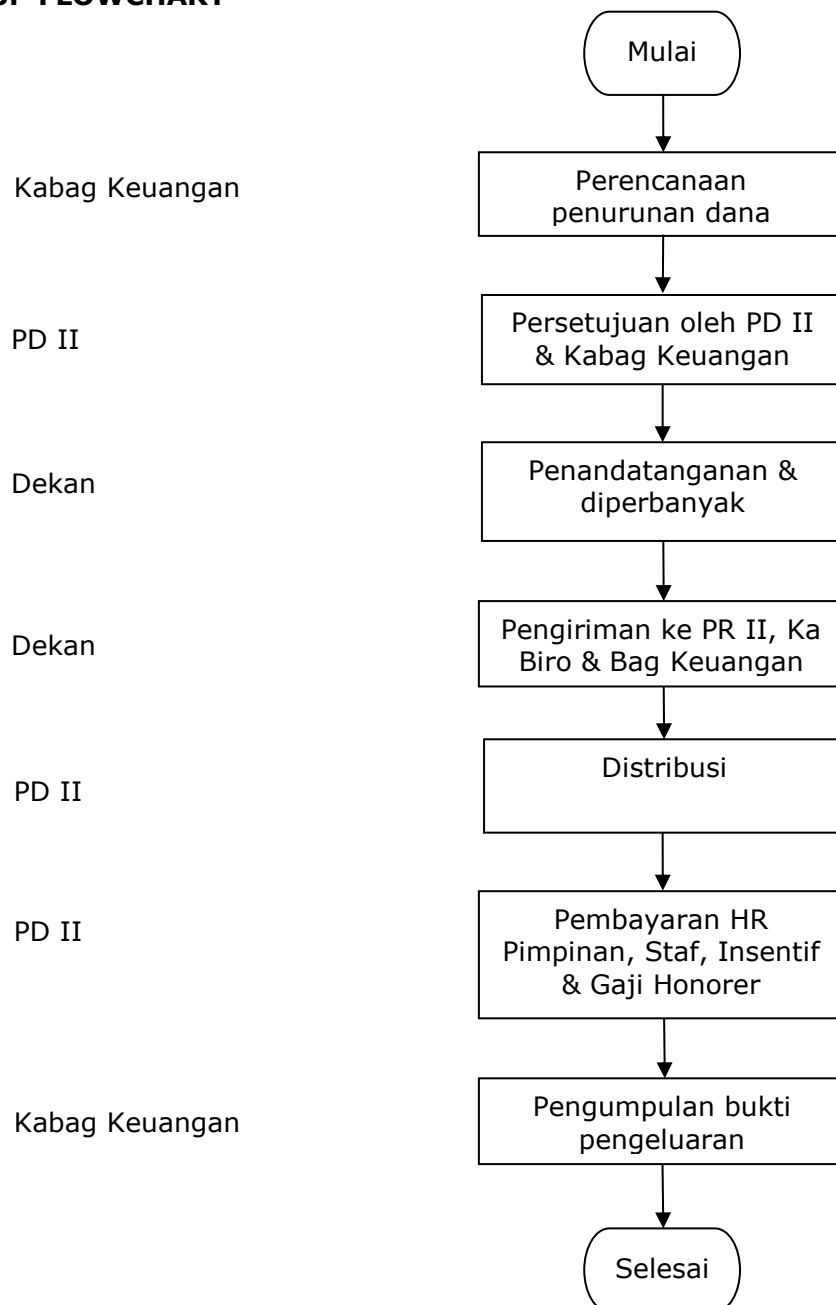 FLOWCHART
Mulai
Kabag Keuangan
Perencanaan
penurunan dana
PD II
Persetujuan oleh PD II
& Kabag Keuangan
Dekan
Penandatanganan &
diperbanyak
Dekan
Pengiriman ke PR II, Ka
Biro & Bag Keuangan
PD II
Distribusi
PD II
Pembayaran HR
Pimpinan, Staf, Insentif
& Gaji Honorer
Kabag Keuangan
Pengumpulan bukti
pengeluaran
Selesai